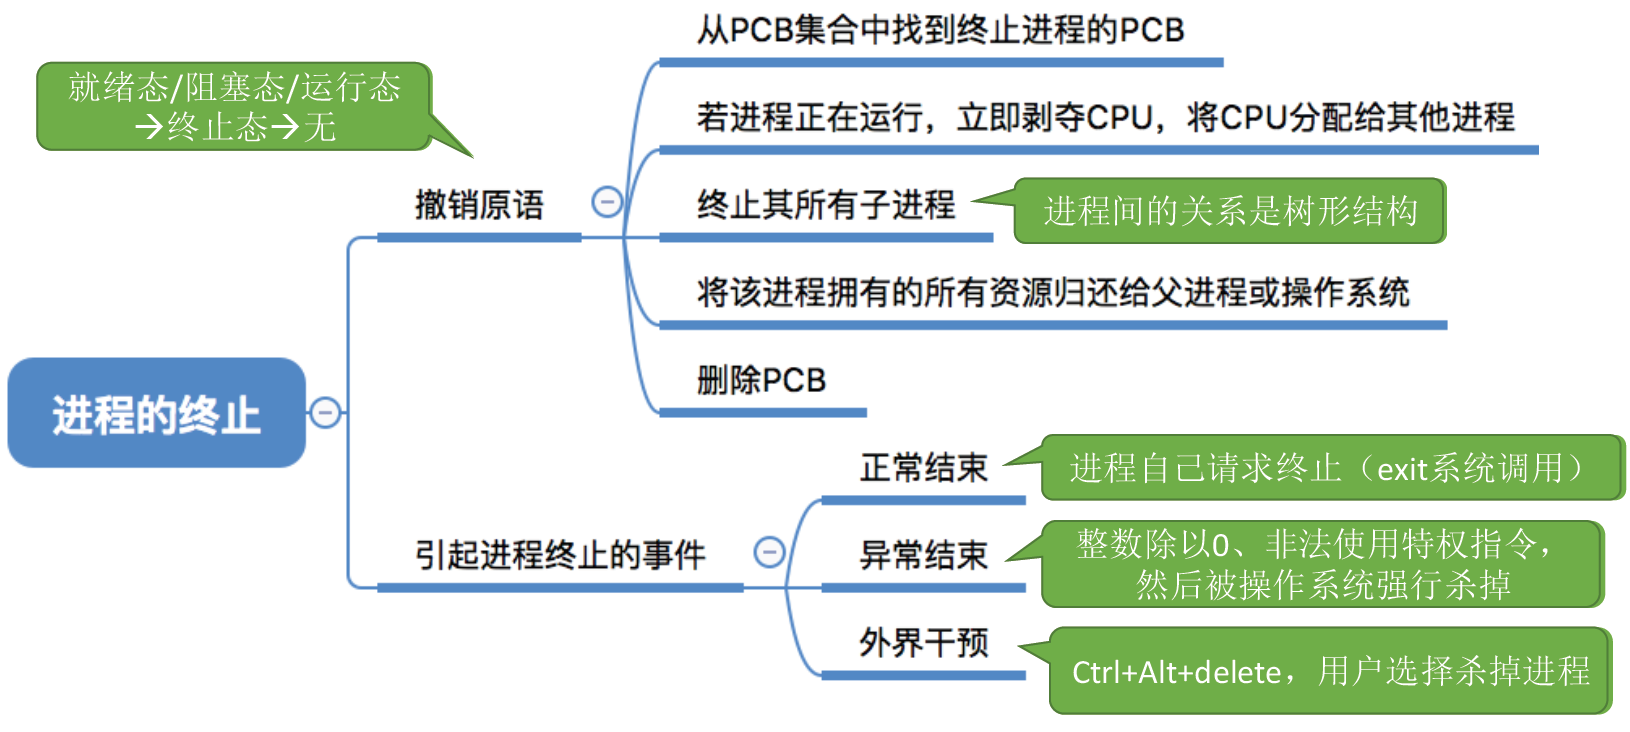 从PCB集合中找到终止进程的PCB
就绪态/阻塞态/运行态
→终止态→无
若进程正在运行，立即剥夺CPU，将CPU分配给其他进程
撤销原语
终止其所有子进程
进程间的关系是树形结构
将该进程拥有的所有资源归还给父进程或操作系统
删除PCB
进程的终止
正常结束
进程自己请求终止（exit系统调用）
引起进程终止的事件
异常结束
整数除以0、非法使用特权指令，
然后被操作系统强行杀掉
外界干预
Ctrl+Alt+delete，用户选择杀掉进程